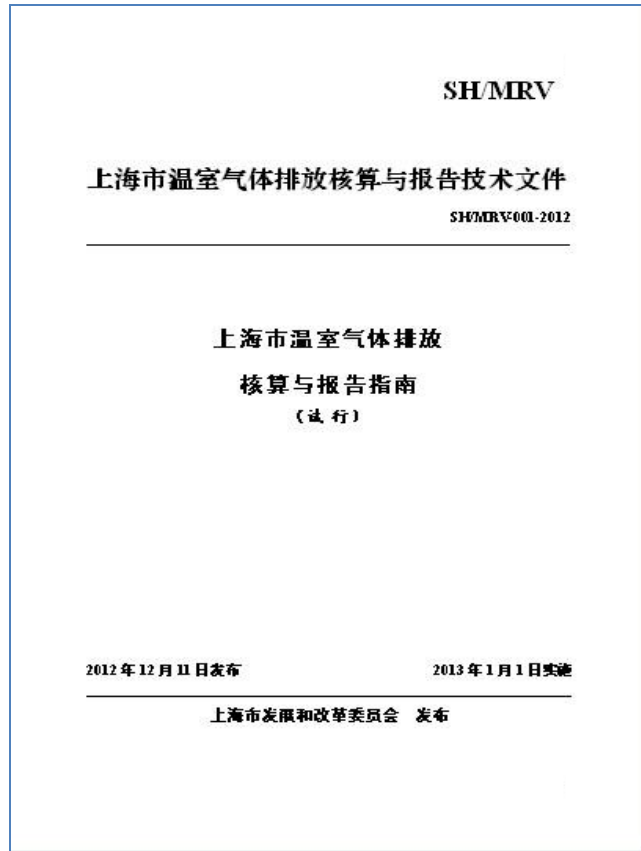 SH/MRV
上海市温室气体排放核算与报告技术文件
SH/MRV-001-2012
上海市温室气体排放
核算与报告指南
(试行)
2012年12月11日发布 2013年1月1日实施
上海市发展和改革委员会 发布